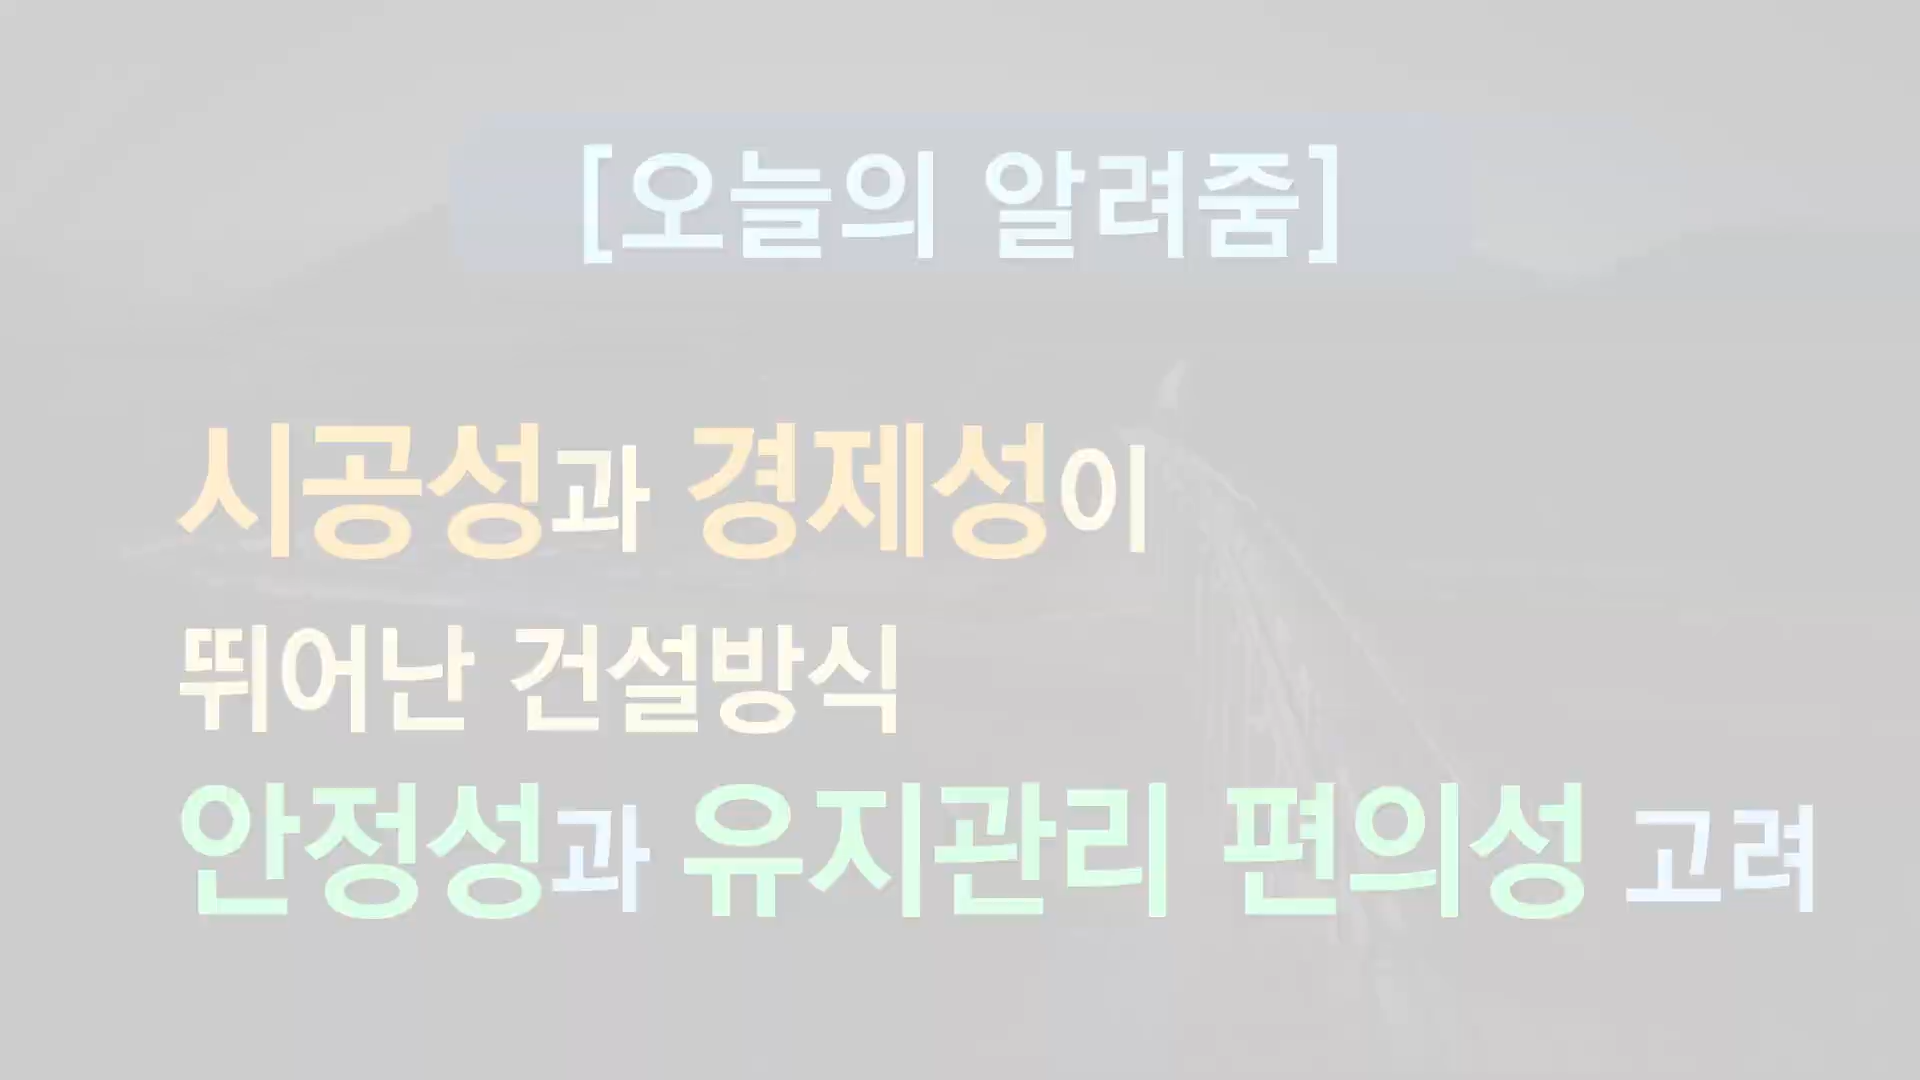 [오늘의 알려줌]
시공성과 경제성이
뛰어난 건설방식
안정성과 유지관리 편의성 고려